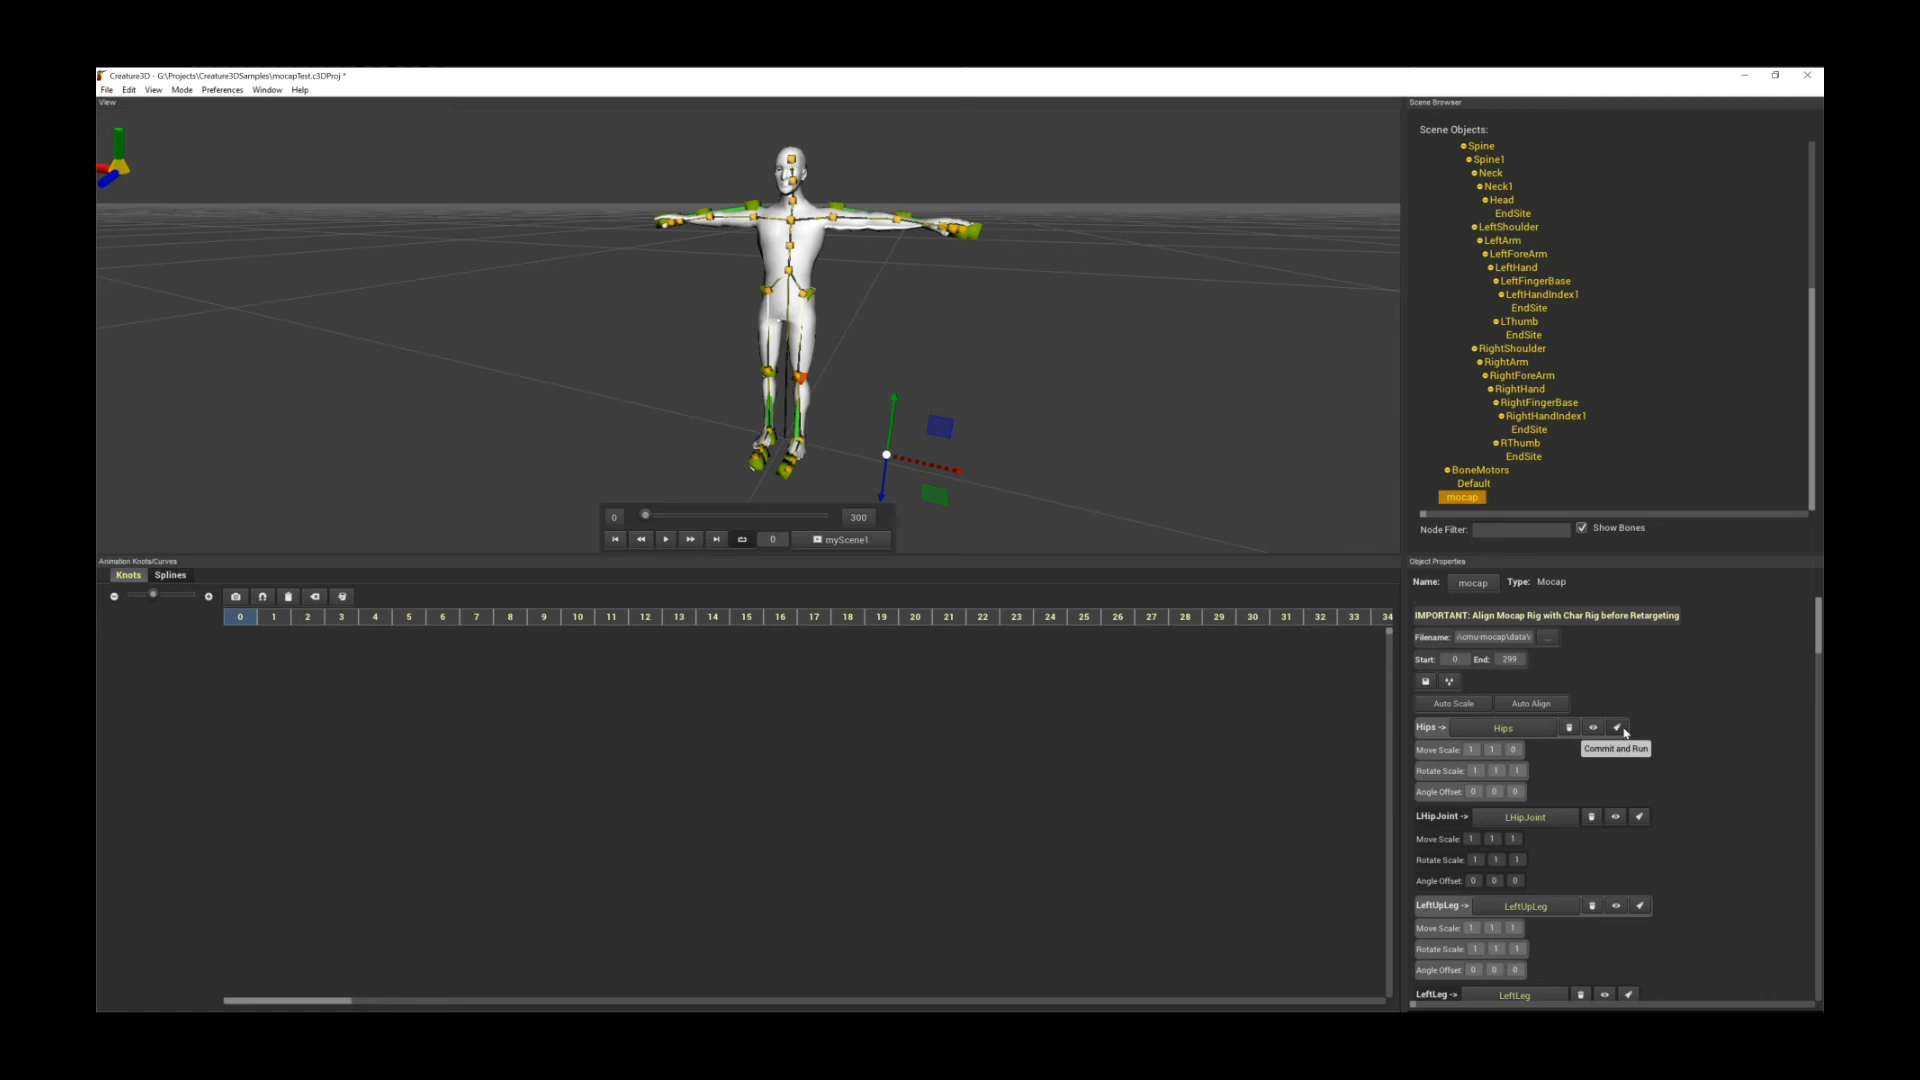 Creature3D - G:\Projects\Creature3DSamples\mocapTest.c3DProj *
File Edit View Mode Preferences Window Help
View
0
300
0
myScene1
Scene Browser
Scene Objects:
Spine
Spine1
Neck
Neck1
Head
EndSite
LeftShoulder
LeftArm
LeftForeArm
LeftHand
LeftFingerBase
LeftHandIndex1
EndSite
LThumb
EndSite
RightShoulder
RightArm
RightForeArm
RightHand
RightFingerBase
RightHandIndex1
EndSite
RThumb
EndSite
BoneMotors
Default
mocap
Node Filter: Show Bones
Animation Knots/Curves
Knots Splines
0 1 2 3 4 5 6 7 8 9 10 11 12 13 14 15 16 17 18 19 20 21 22 23 24 25 26 27 28 29 30 31 32 33 34
Object Properties
Name: mocap Type: Mocap
IMPORTANT: Align Mocap Rig with Char Rig before Retargeting
Filename: \cmu-mocap\data\ ...
Start: 0 End: 299
Auto Scale Auto Align
Hips -> Hips
Commit and Run
Move Scale: 1 1 0
Rotate Scale: 1 1 1
Angle Offset: 0 0 0
LHipJoint -> LHipJoint
Move Scale: 1 1 1
Rotate Scale: 1 1 1
Angle Offset: 0 0 0
LeftUpLeg -> LeftUpLeg
Move Scale: 1 1 1
Rotate Scale: 1 1 1
Angle Offset: 0 0 0
LeftLeg -> LeftLeg